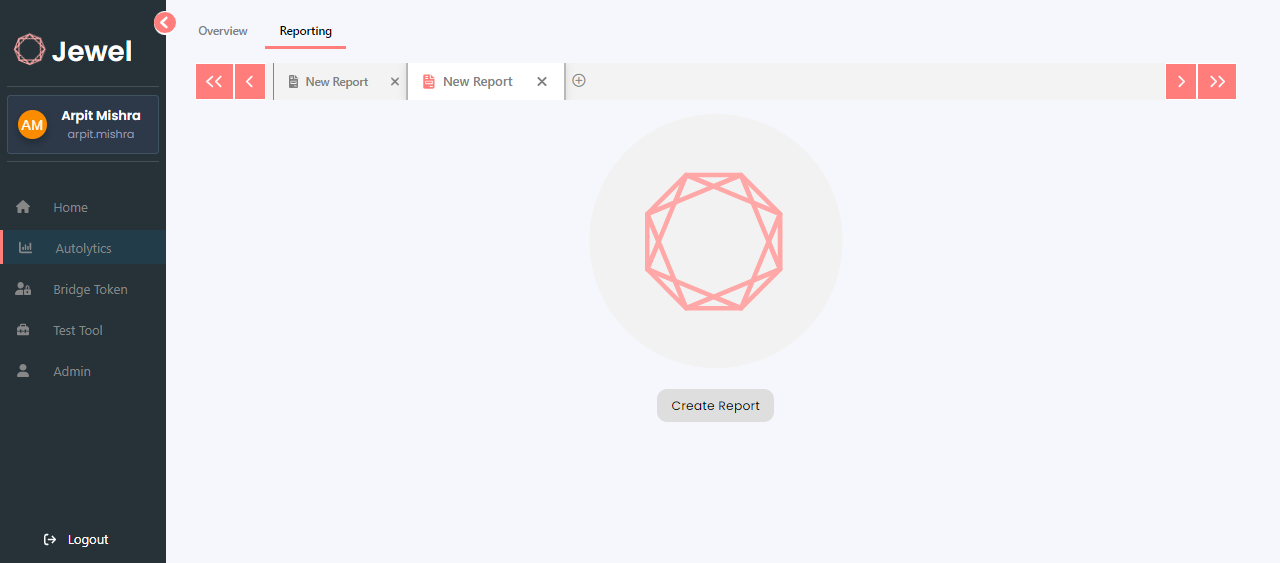 Jewel
AM
Arpit Mishra
arpit.mishra
Home
Autolytics
Bridge Token
Test Tool
Admin
Logout
Overview Reporting
New Report New Report
Create Report